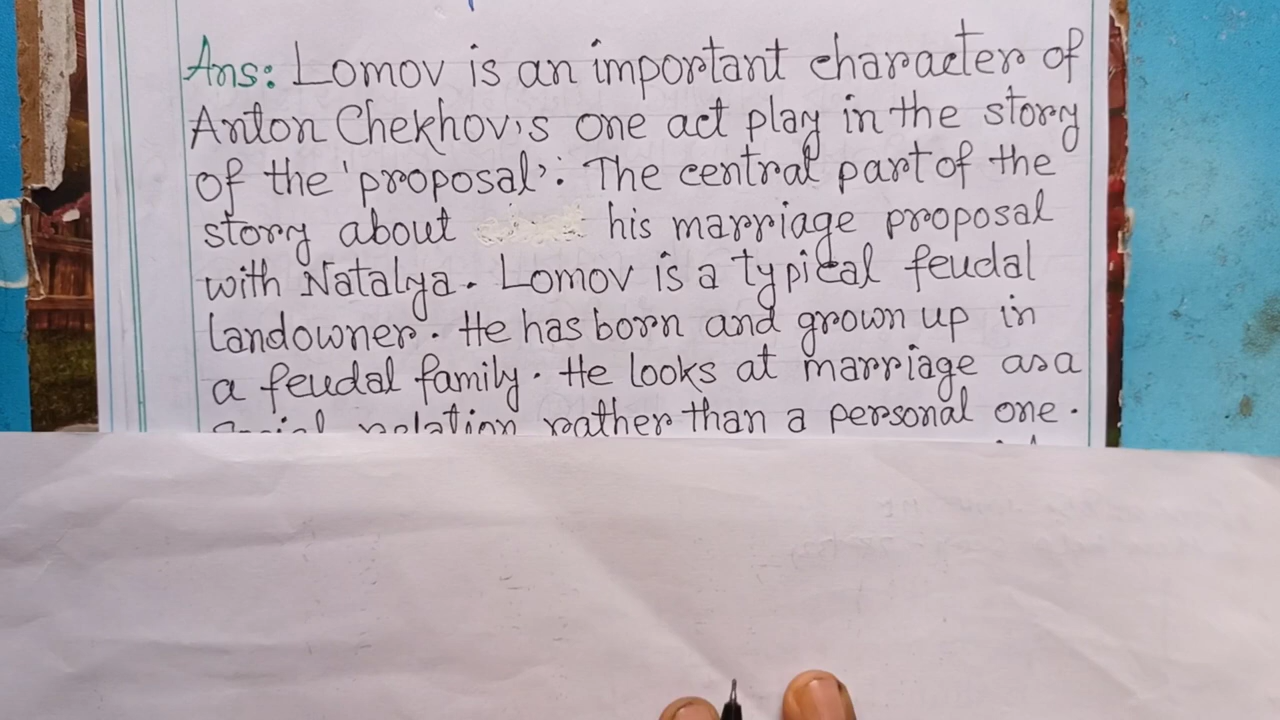 Ans: Lomov is an important character of
Anton Chekhov's one act play in the story
of the 'proposal': The central part of the
story about his marriage proposal
with Natalya. Lomov is a typical feudal
landowner. He has born and grown up in
a feudal family. He looks at marriage as a
Social relation rather than a personal one.